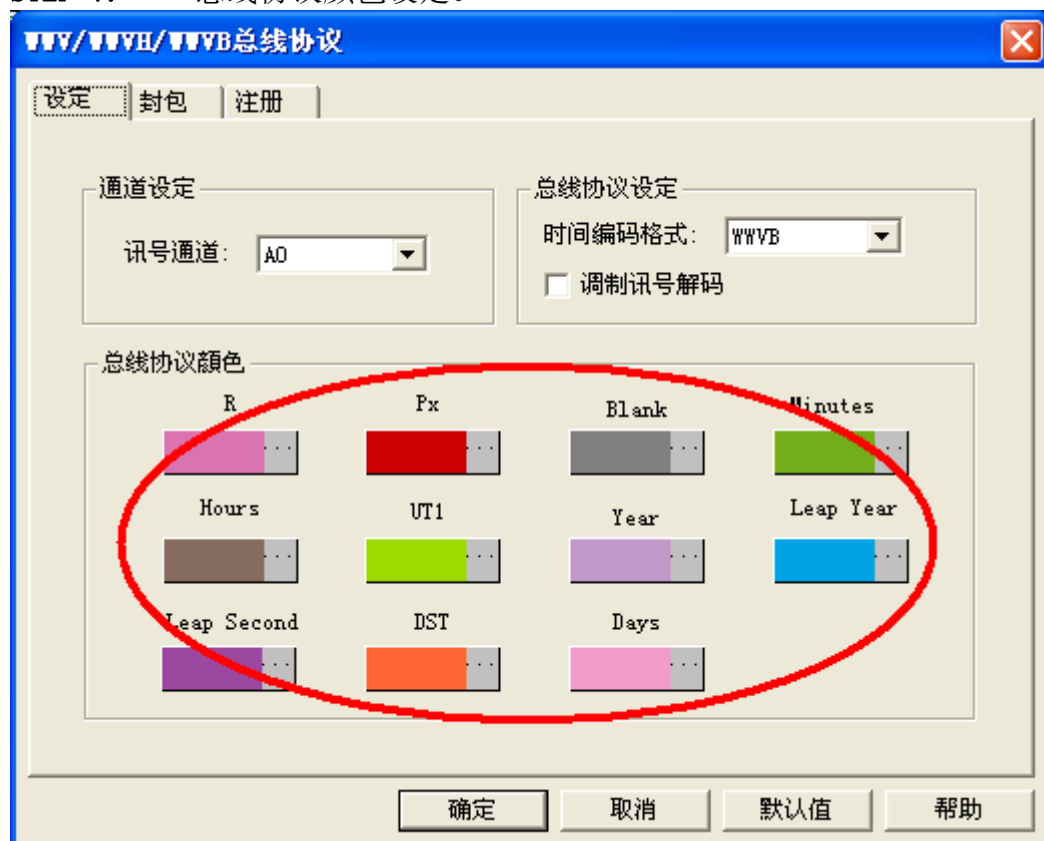 WWV/WWVH/WWVB总线协议
设定 封包 注册
通道设定
总线协议设定
讯号通道: A0
时间编码格式: WWVB
调制讯号解码
总线协议顏色
R Px Blank Minutes
... ... ... ...
Hours UT1 Year Leap Year
... ... ... ...
Leap Second DST Days
... ... ...
确定 取消 默认值 帮助